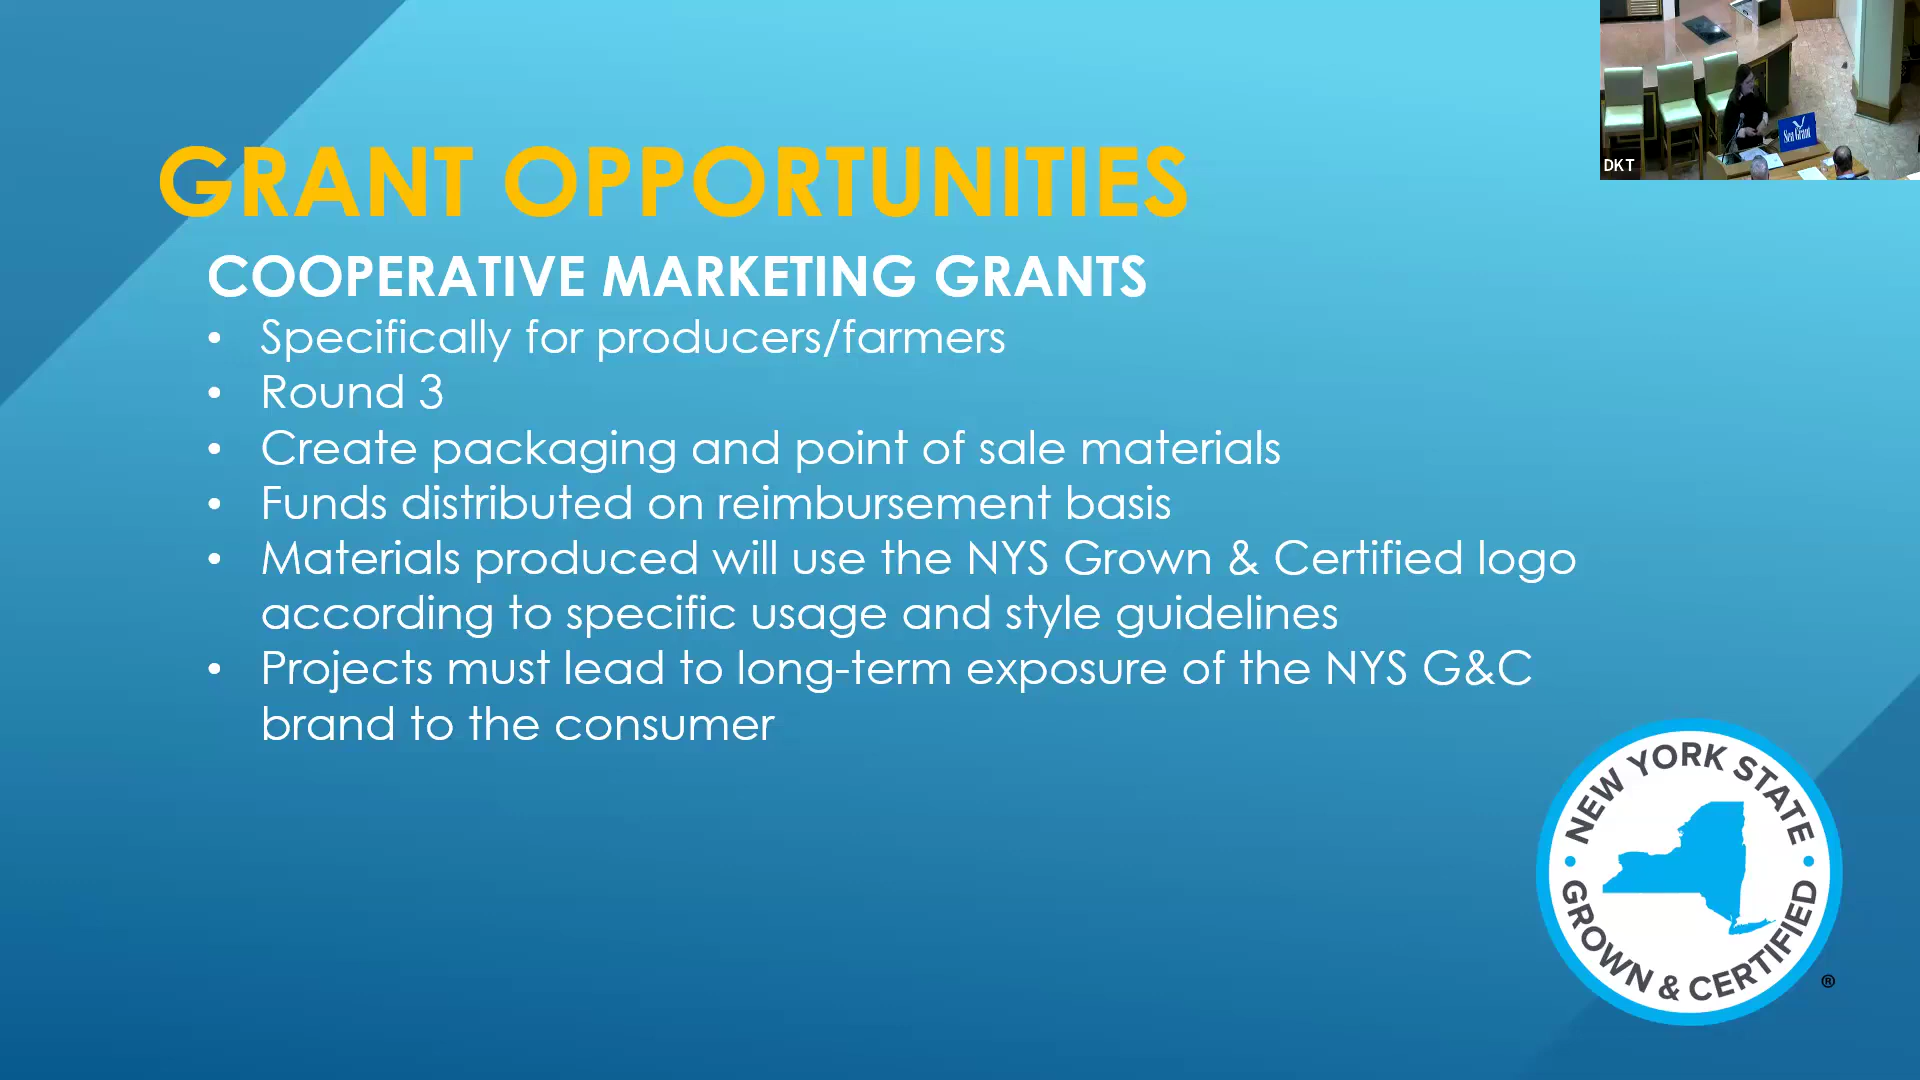 GRANT OPPORTUNITIES
COOPERATIVE MARKETING GRANTS
• Specifically for producers/farmers
• Round 3
• Create packaging and point of sale materials
• Funds distributed on reimbursement basis
• Materials produced will use the NYS Grown & Certified logo
according to specific usage and style guidelines
• Projects must lead to long-term exposure of the NYS G&C
brand to the consumer
NEW YORK STATE
GROWN & CERTIFIED
®
Sea Grant
DKT